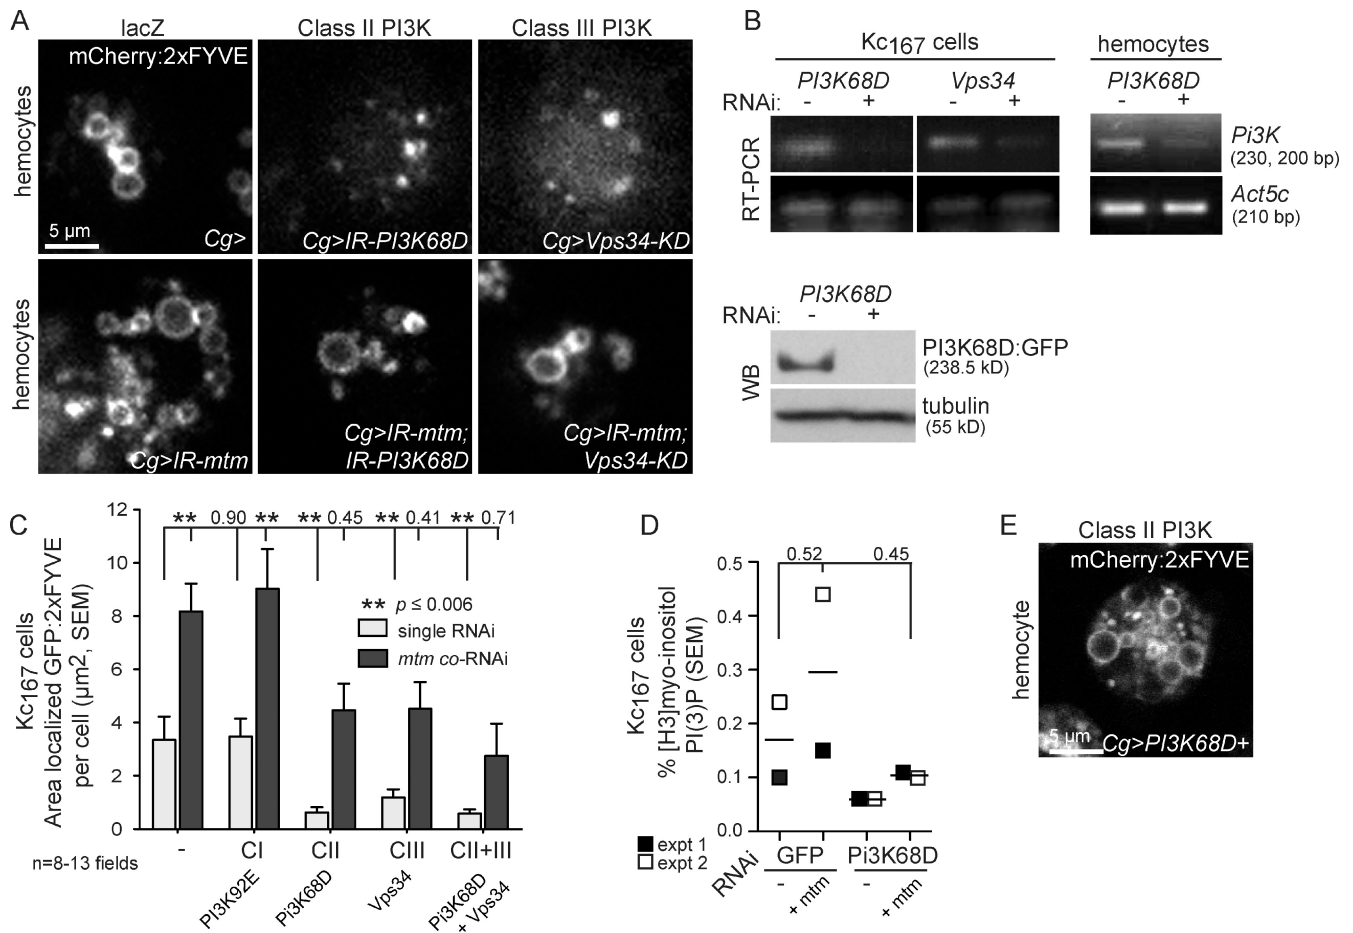 A
lacZ
Class II PI3K
Class III PI3K
hemocytes
mCherry:2xFYVE
5 µm
Cg>
Cg>IR-PI3K68D
Cg>Vps34-KD
hemocytes
Cg>IR-mtm
Cg>IR-mtm;
IR-PI3K68D
Cg>IR-mtm;
Vps34-KD
B
Kc167 cells
hemocytes
PI3K68D
Vps34
PI3K68D
RNAi: - + - + - +
RT-PCR
Pi3K
(230, 200 bp)
Act5c
(210 bp)
PI3K68D
RNAi: - +
WB
PI3K68D:GFP
(238.5 kD)
tubulin
(55 kD)
C
Kc167 cells
Area localized GFP:2xFYVE
per cell (µm2, SEM)
12
10
8
6
4
2
0
** 0.90 ** ** 0.45 ** 0.41 ** 0.71
** p ≤ 0.006
single RNAi
mtm co-RNAi
- CI CII CIII CII+III
n=8-13 fields
PI3K92E
Pi3K68D
Vps34
Pi3K68D
+ Vps34
D
Kc167 cells
% [H3]myo-inositol
PI(3)P (SEM)
0.5
0.4
0.3
0.2
0.1
0.0
0.52
0.45
expt 1
expt 2
RNAi
GFP
Pi3K68D
- + mtm - + mtm
E
Class II PI3K
hemocyte
mCherry:2xFYVE
5 µm
Cg>PI3K68D+